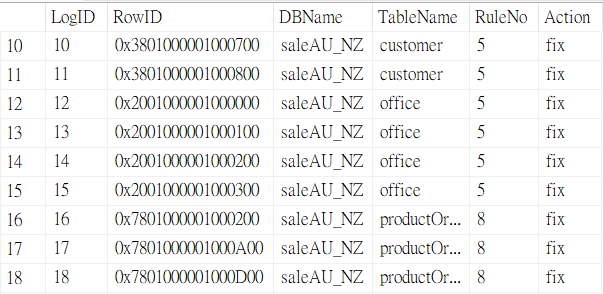 LogID RowID DBName TableName RuleNo Action
10 10 0x3801000001000700 saleAU_NZ customer 5 fix
11 11 0x3801000001000800 saleAU_NZ customer 5 fix
12 12 0x2001000001000000 saleAU_NZ office 5 fix
13 13 0x2001000001000100 saleAU_NZ office 5 fix
14 14 0x2001000001000200 saleAU_NZ office 5 fix
15 15 0x2001000001000300 saleAU_NZ office 5 fix
16 16 0x7801000001000200 saleAU_NZ productOr... 8 fix
17 17 0x7801000001000A00 saleAU_NZ productOr... 8 fix
18 18 0x7801000001000D00 saleAU_NZ productOr... 8 fix